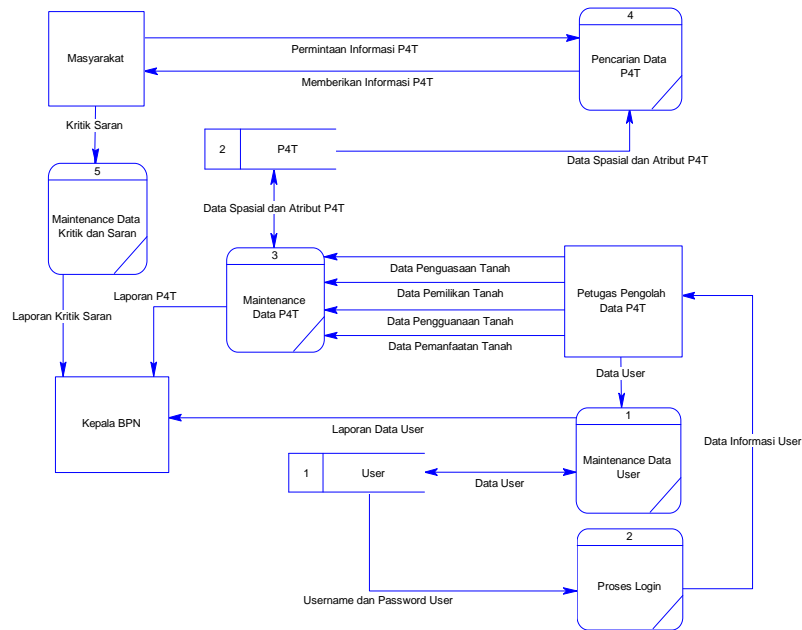 4
Masyarakat
Permintaan Informasi P4T
Pencarian Data
P4T
Memberikan Informasi P4T
Kritik Saran
2
P4T
Data Spasial dan Atribut P4T
5
Maintenance Data
Kritik dan Saran
Data Spasial dan Atribut P4T
3
Maintenance
Data P4T
Data Penguasaan Tanah
Data Pemilikan Tanah
Data Penggunaan Tanah
Data Pemanfaatan Tanah
Petugas Pengolah
Data P4T
Laporan P4T
Laporan Kritik Saran
Data User
Kepala BPN
Laporan Data User
1
Maintenance Data
User
Data Informasi User
1
User
Data User
2
Proses Login
Username dan Password User